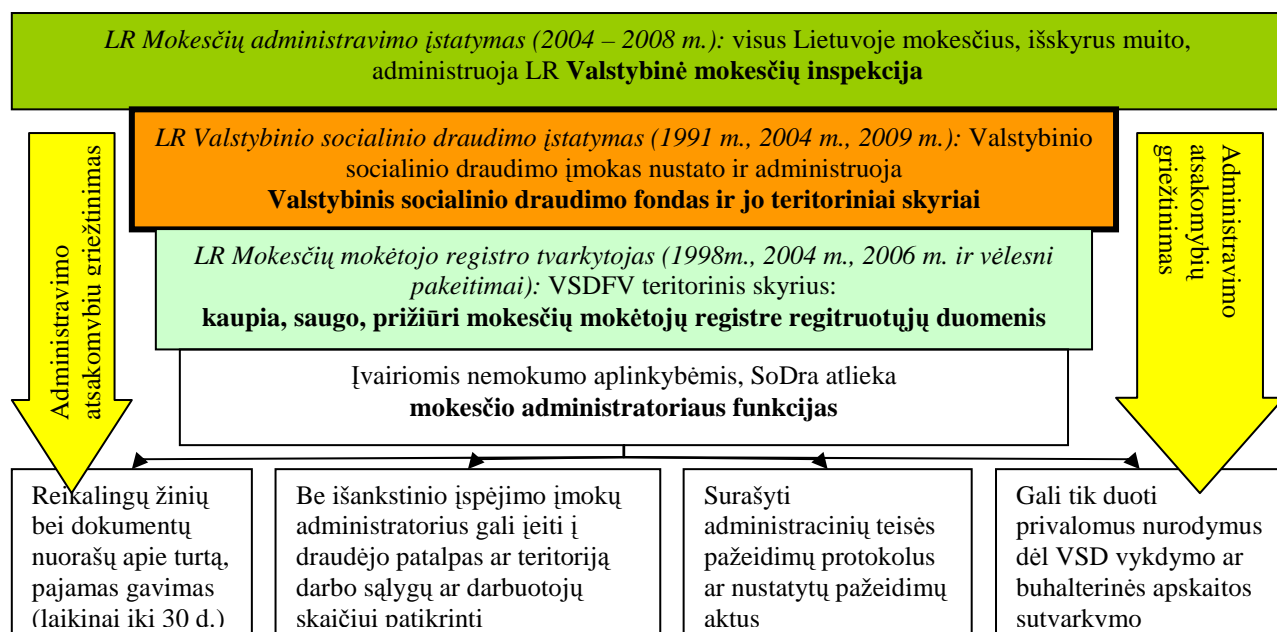 LR Mokesčių administravimo įstatymas (2004 – 2008 m.): visus Lietuvoje mokesčius, išskyrus muito,
administruoja LR Valstybinė mokesčių inspekcija
LR Valstybinio socialinio draudimo įstatymas (1991 m., 2004 m., 2009 m.): Valstybinio
socialinio draudimo įmokas nustato ir administruoja
Valstybinis socialinio draudimo fondas ir jo teritoriniai skyriai
LR Mokesčių mokėtojo registro tvarkytojas (1998m., 2004 m., 2006 m. ir vėlesni
pakeitimai): VSDFV teritorinis skyrius:
kaupia, saugo, prižiūri mokesčių mokėtojų registre regitruotųjų duomenis
Įvairiomis nemokumo aplinkybėmis, SoDra atlieka
mokesčio administratoriaus funkcijas
Administravimo
atsakomybių griežtinimas
Administravimo
atsakomybių
griežtinimas
Reikalingų žinių
bei dokumentų
nuorašų apie turtą,
pajamas gavimas
(laikinai iki 30 d.)
Be išankstinio įspėjimo įmokų
administratorius gali įeiti į
draudėjo patalpas ar teritoriją
darbo sąlygų ar darbuotojų
skaičiui patikrinti
Surašyti
administracinių teisės
pažeidimų protokolus
ar nustatytų pažeidimų
aktus
Gali tik duoti
privalomus nurodymus
dėl VSD vykdymo ar
buhalterinės apskaitos
sutvarkymo